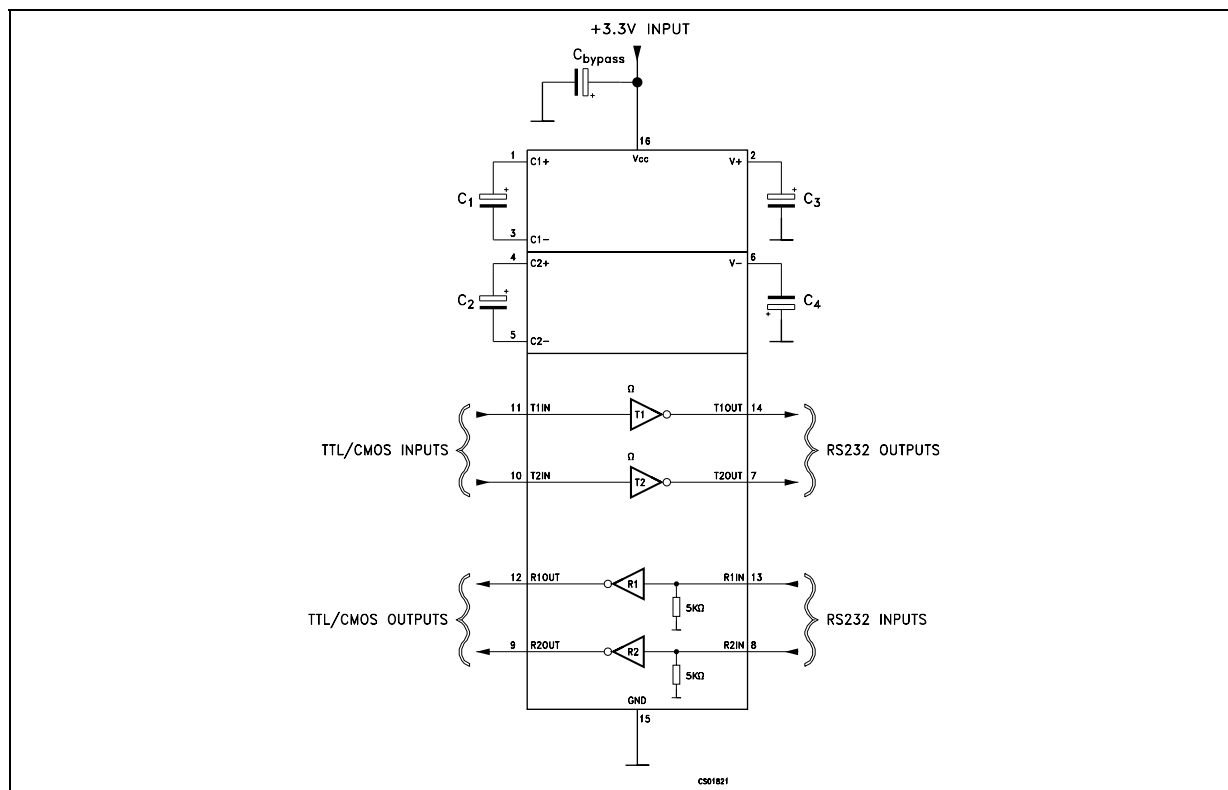 +3.3V INPUT
Cbypass
+
16
Vcc
1 C1+ V+ 2
C1 + + C3
3 C1-
4 C2+ V- 6
C2 + + C4
5 C2-
Ω
11 T1IN T1 T1OUT 14
TTL/CMOS INPUTS RS232 OUTPUTS
Ω
10 T2IN T2 T2OUT 7
12 R1OUT R1 R1IN 13
5KΩ
TTL/CMOS OUTPUTS RS232 INPUTS
9 R2OUT R2 R2IN 8
5KΩ
GND
15
CS01821